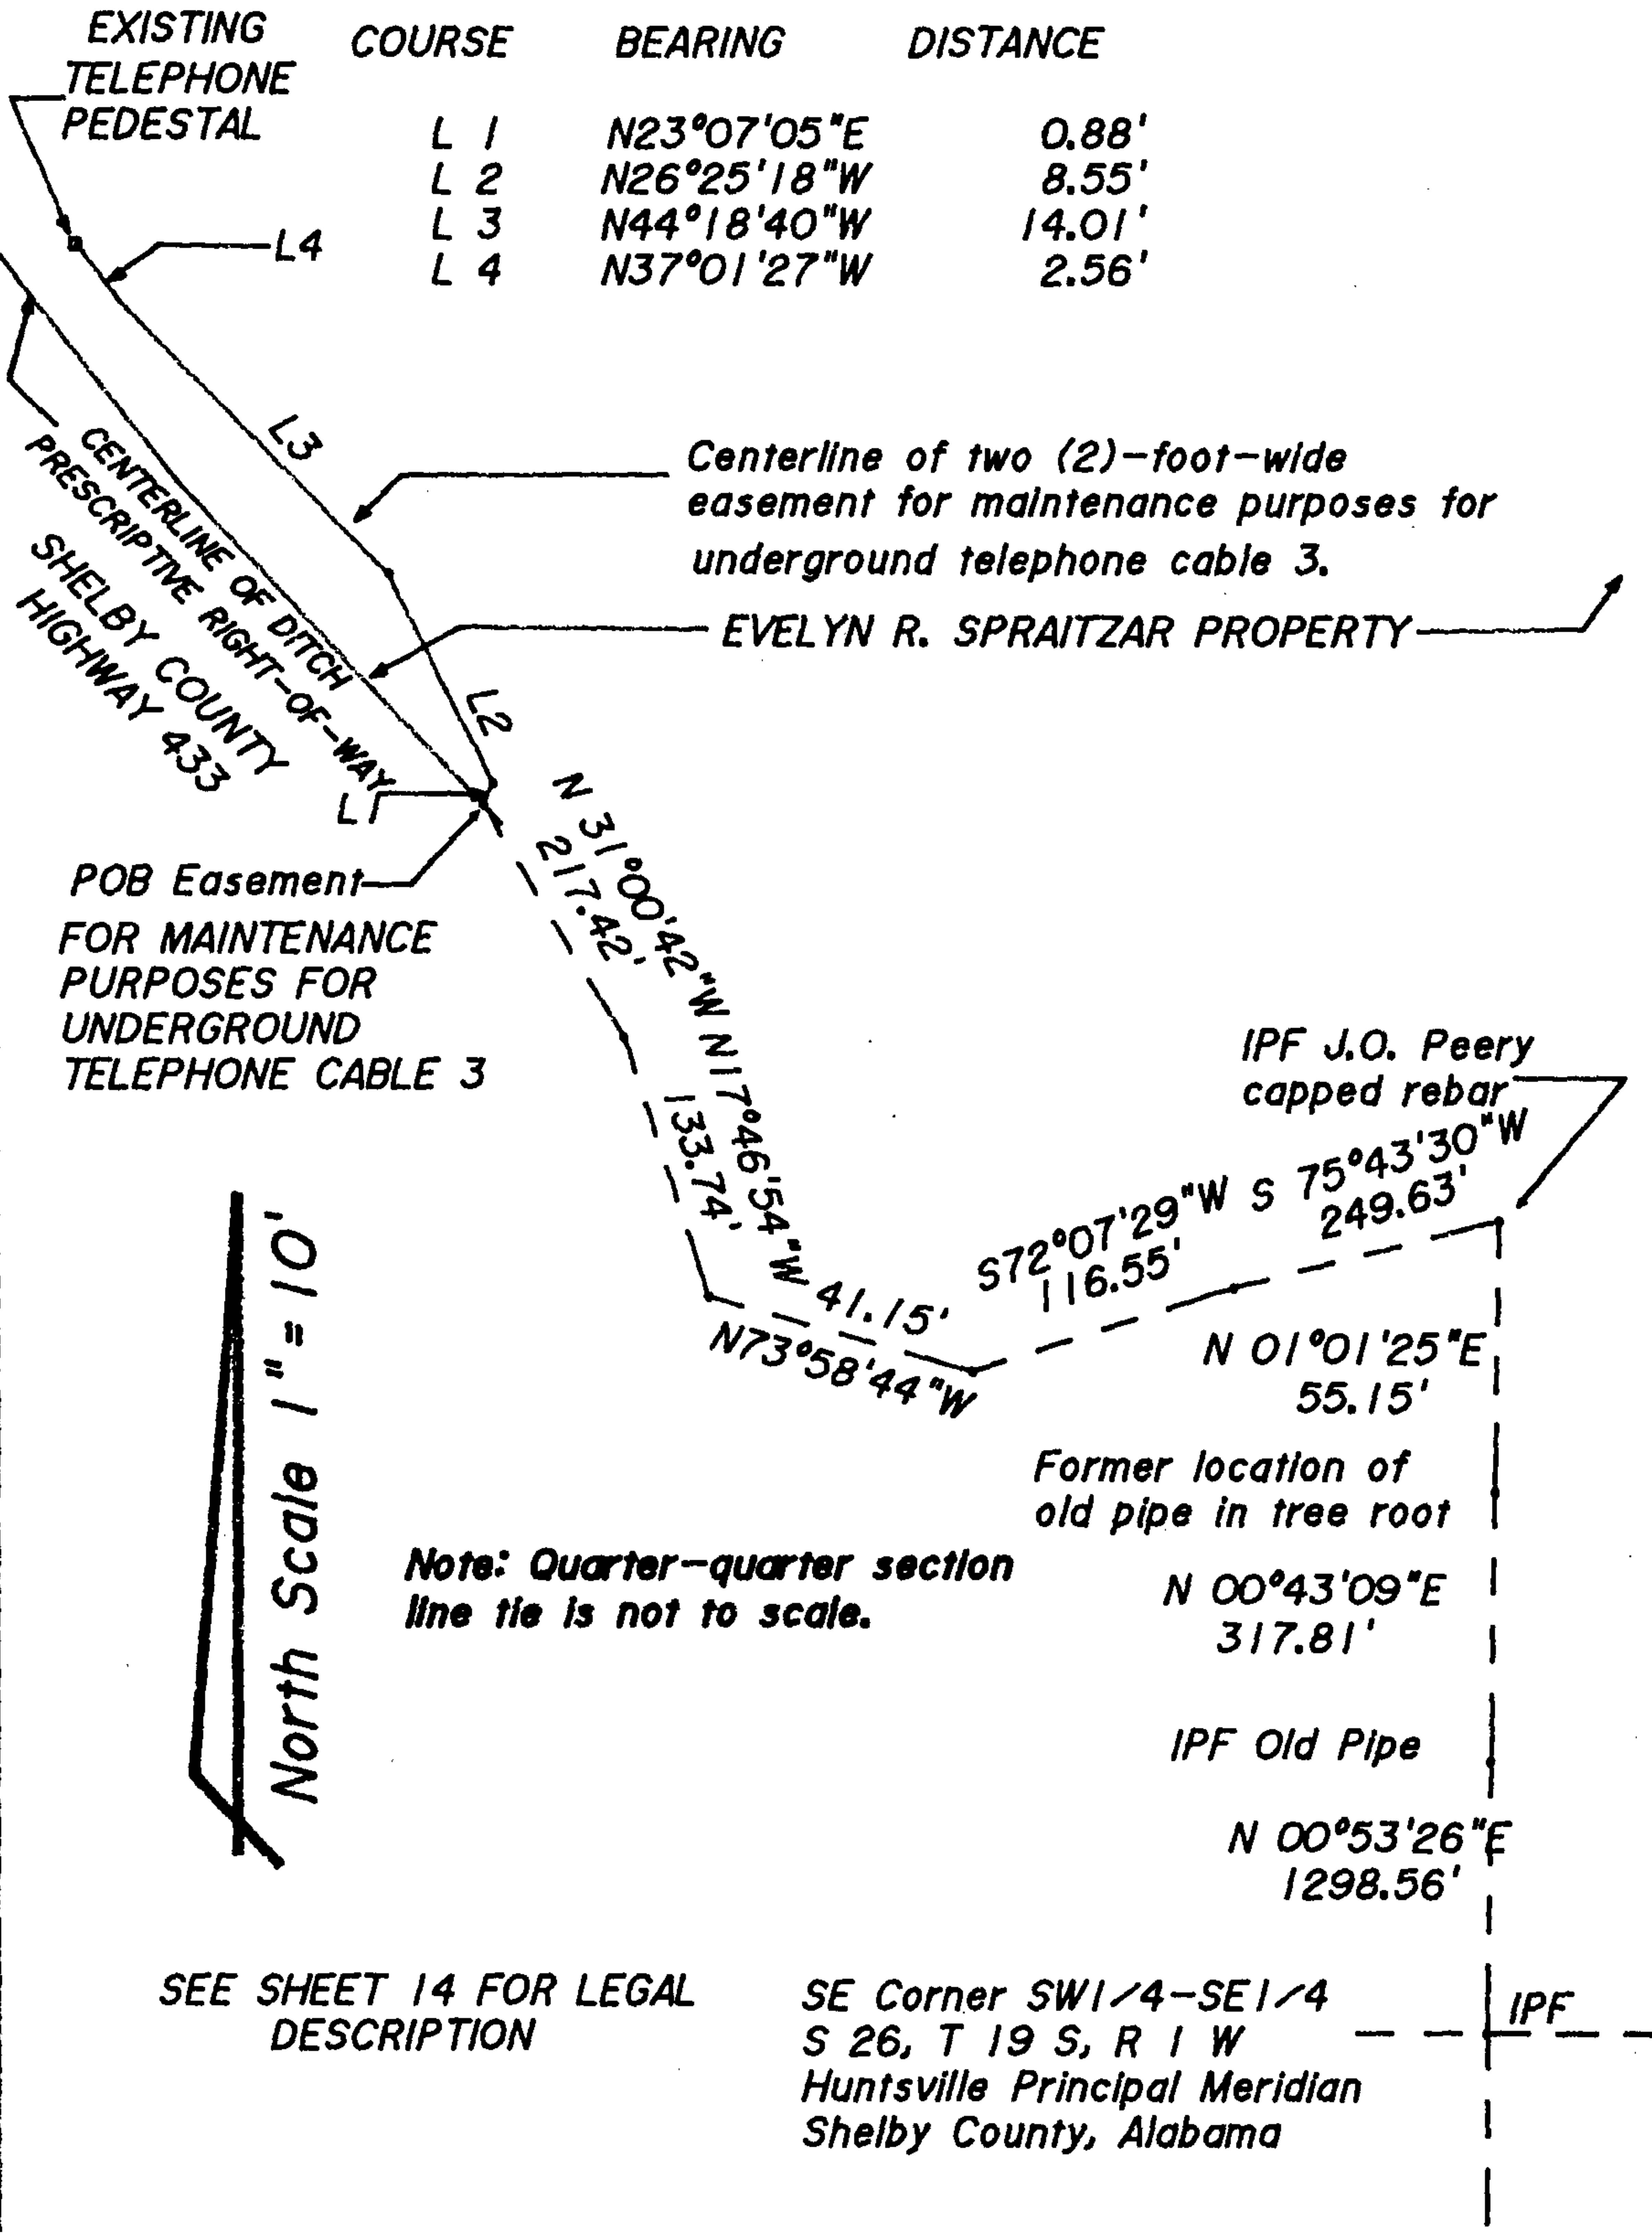 EXISTING
TELEPHONE
PEDESTAL
COURSE BEARING DISTANCE
L 1 N23°07'05"E 0.88'
L 2 N26°25'18"W 8.55'
L 3 N44°18'40"W 14.01'
L 4 N37°01'27"W 2.56'
L4
L3
Centerline of two (2)-foot-wide
easement for maintenance purposes for
underground telephone cable 3.
EVELYN R. SPRAITZAR PROPERTY
CENTERLINE OF DITCH
PRESCRIPTIVE RIGHT-OF-WAY
SHELBY COUNTY
HIGHWAY 433
L2
L1
POB Easement
FOR MAINTENANCE
PURPOSES FOR
UNDERGROUND
TELEPHONE CABLE 3
N 31°00'42"W
217.42'
N17°46'54"W
133.74'
IPF J.O. Peery
capped rebar
S 75°43'30"W
249.63'
S72°07'29"W
116.55'
41.15'
N73°58'44"W
N 01°01'25"E
55.15'
Former location of
old pipe in tree root
North Scale 1"=10'
Note: Quarter-quarter section
line tie is not to scale.
N 00°43'09"E
317.81'
IPF Old Pipe
N 00°53'26"E
1298.56'
SEE SHEET 14 FOR LEGAL
DESCRIPTION
SE Corner SW1/4-SE1/4
S 26, T 19 S, R 1 W
Huntsville Principal Meridian
Shelby County, Alabama
IPF